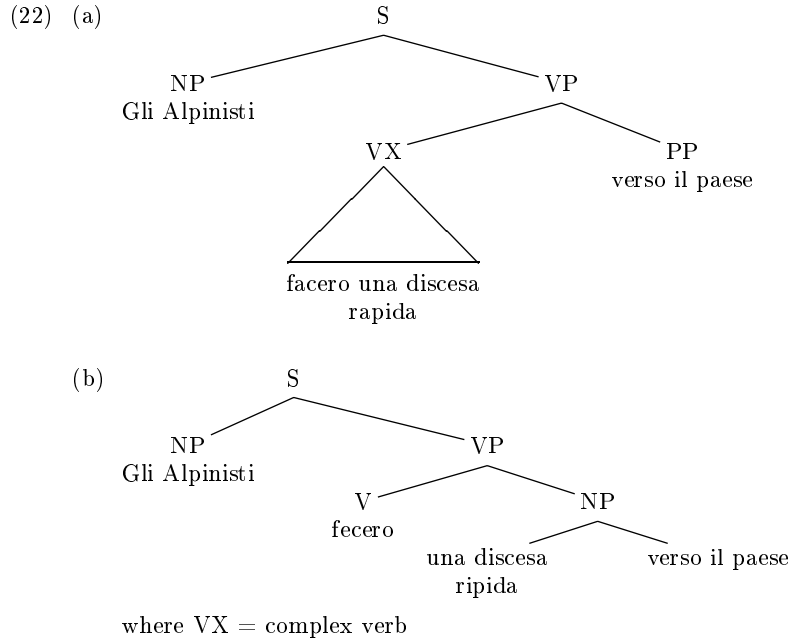 (22) (a) S
NP VP
Gli Alpinisti
VX PP
verso il paese
facero una discesa
rapida
(b) S
NP VP
Gli Alpinisti
V NP
fecero
una discesa verso il paese
ripida
where VX = complex verb